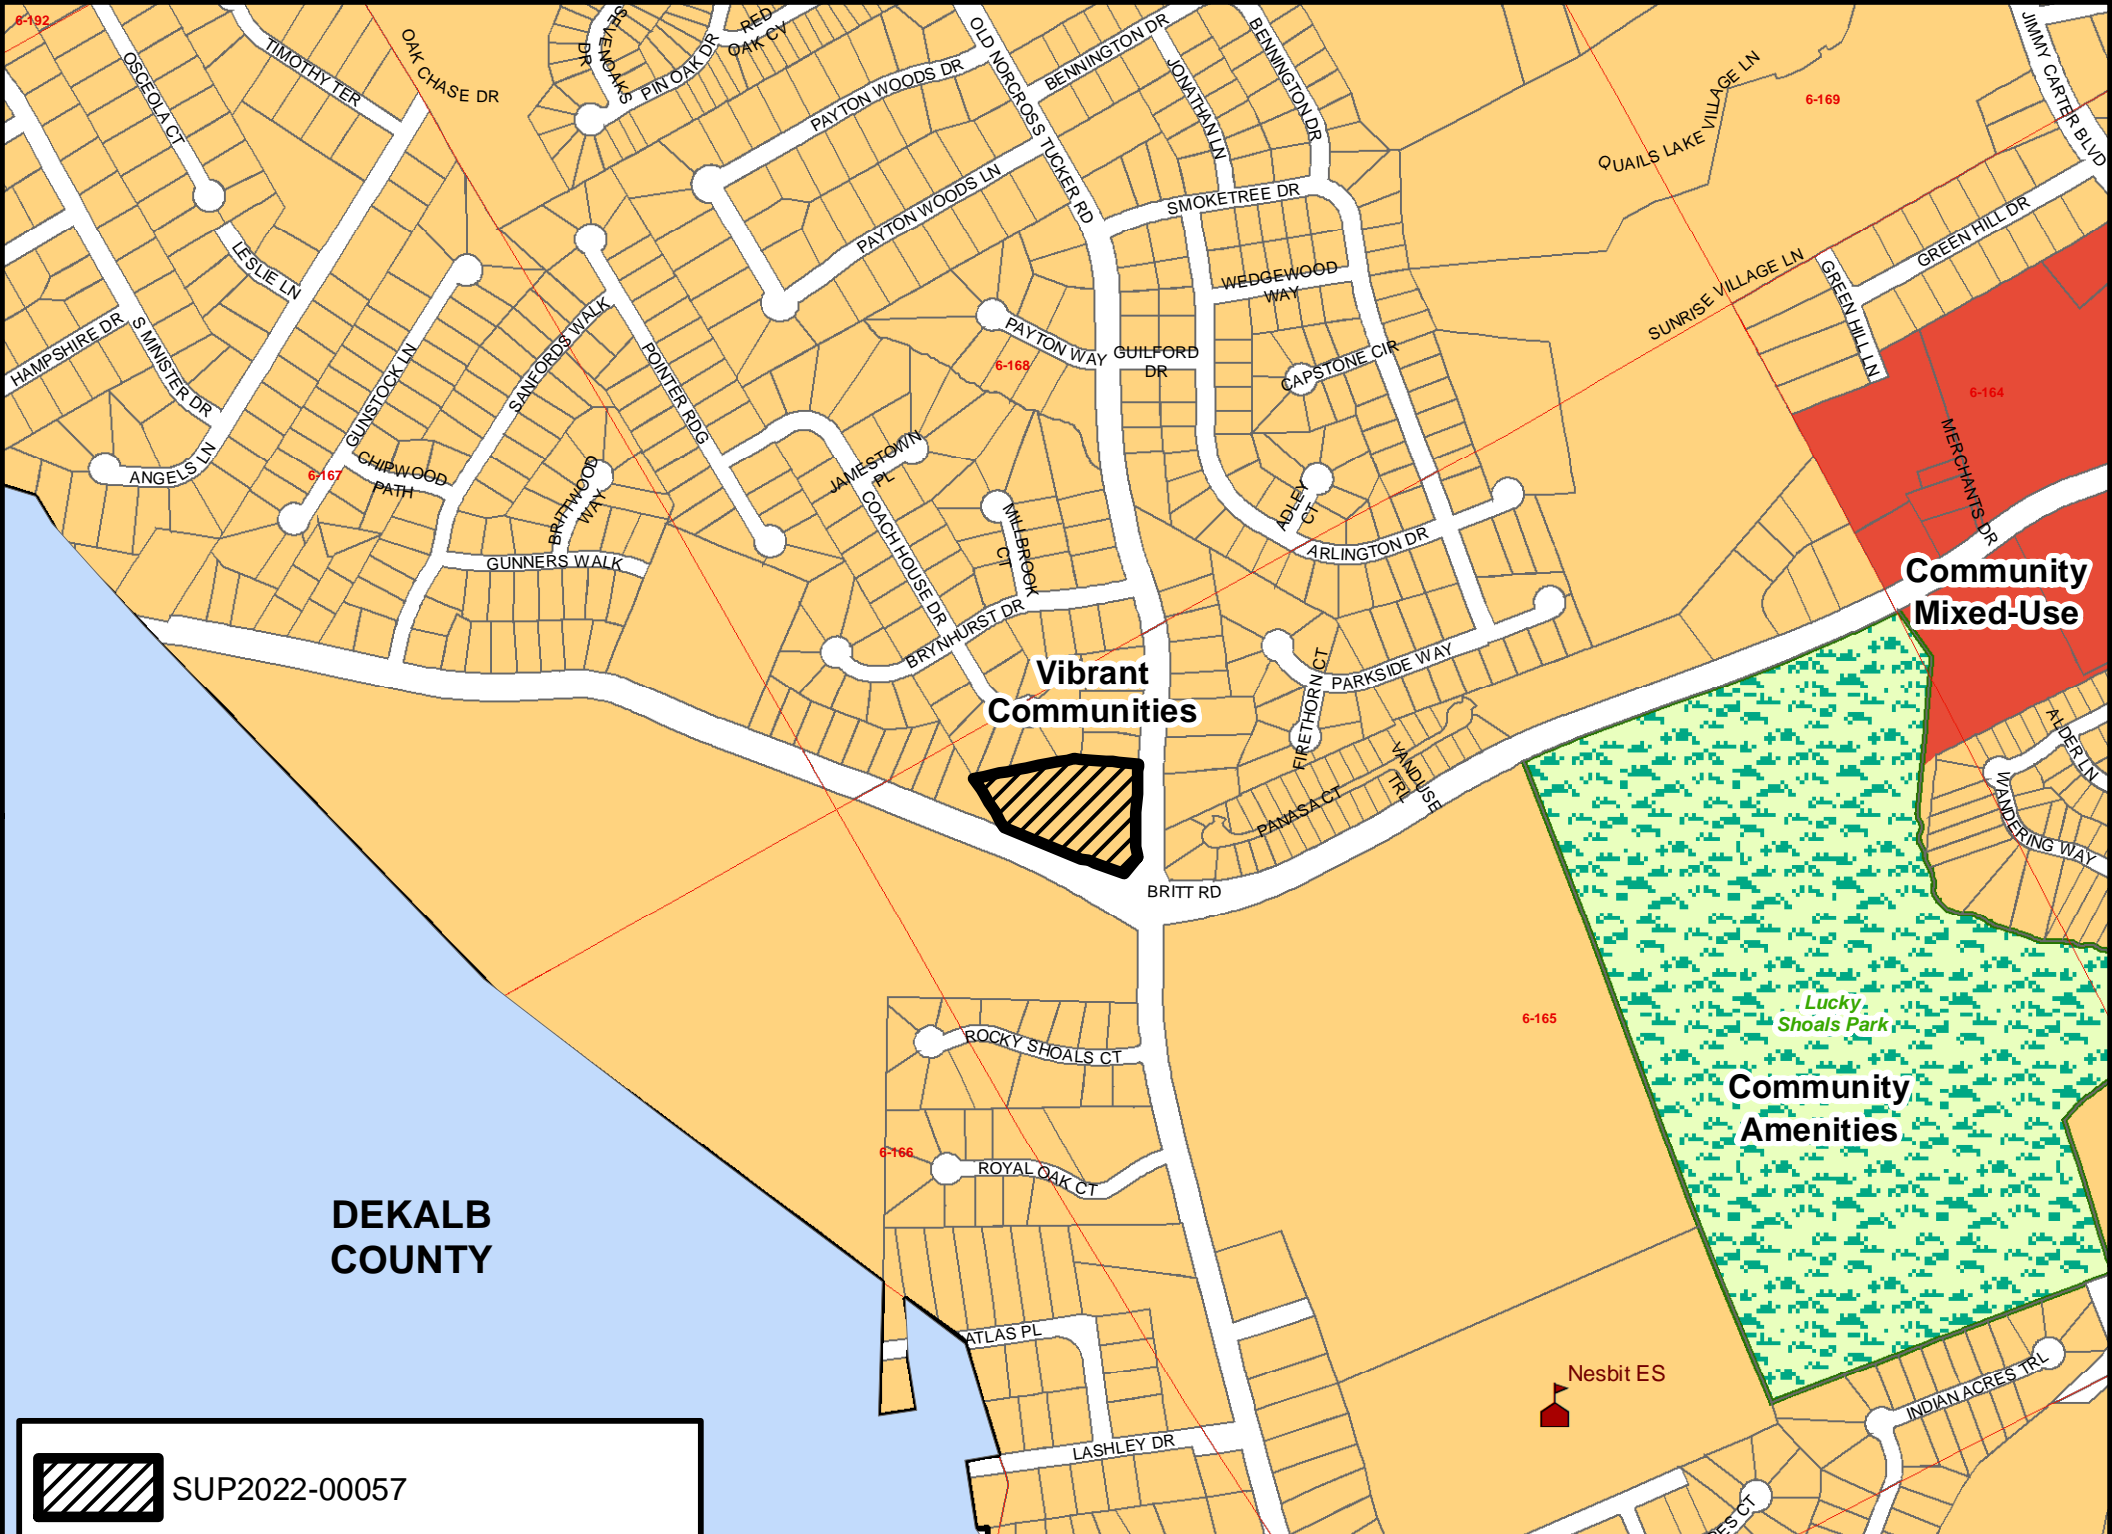 6-192
OSCEOLA CT
TIMOTHY TER
OAK CHASE DR
SEVEN OAKS
DR
PIN OAK DR
RED
OAK CV
PAYTON WOODS DR
OLD NORCROSS TUCKER RD
BENNINGTON DR
JONATHAN LN
BENNINGTON DR
QUAILS LAKE VILLAGE LN
6-169
JIMMY CARTER BLVD
LESLIE LN
PAYTON WOODS LN
SMOKETREE DR
WEDGEWOOD
WAY
SUNRISE VILLAGE LN
GREEN HILL DR
GREEN HILL LN
HAMPSHIRE DR
S MINISTER DR
GUNSTOCK LN
SANFORDS WALK
POINTER RDG
PAYTON WAY
6-168
GUILFORD
DR
CAPSTONE CIR
6-164
MERCHANTS DR
ANGELS LN
6-167
CHIPWOOD
PATH
BRITTWOOD
WAY
GUNNERS WALK
JAMESTOWN
PL
COACH HOUSE DR
MILLBROOK
CT
BRYNHURST DR
ADLEY
CT
ARLINGTON DR
Community
Mixed-Use
Vibrant
Communities
FIRETHORN CT
PARKSIDE WAY
PANASA CT
VANDUSE
TRL
ALDER LN
WANDERING WAY
BRITT RD
ROCKY SHOALS CT
6-165
Lucky
Shoals Park
Community
Amenities
6-166
ROYAL OAK CT
DEKALB
COUNTY
ATLAS PL
LASHLEY DR
Nesbit ES
INDIAN ACRES TRL
SUP2022-00057